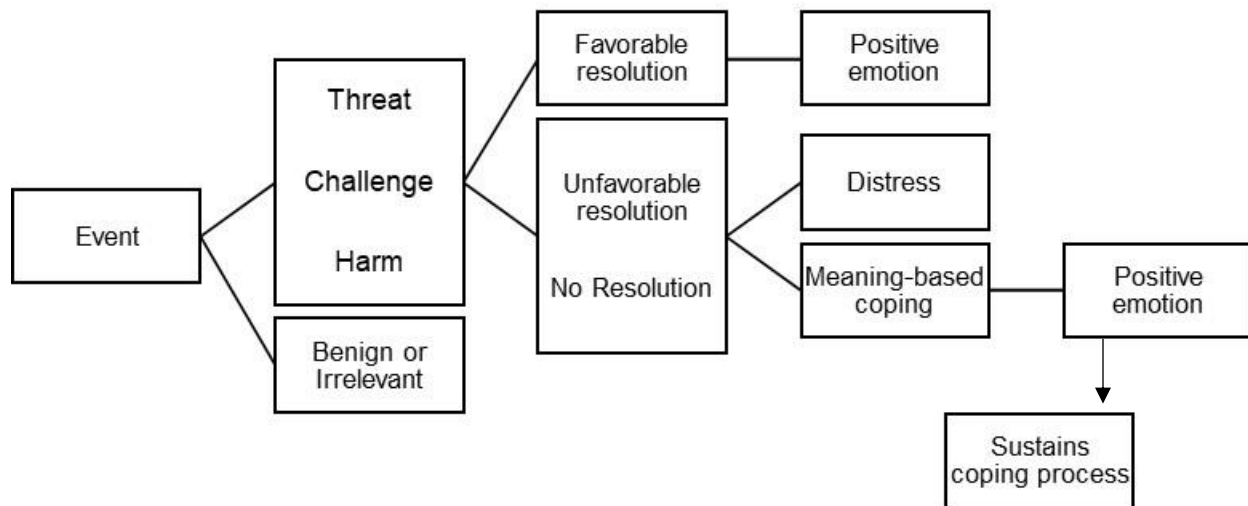 Event
Threat
Challenge
Harm
Benign or
Irrelevant
Favorable
resolution
Unfavorable
resolution
No Resolution
Positive
emotion
Distress
Meaning-based
coping
Positive
emotion
Sustains
coping process